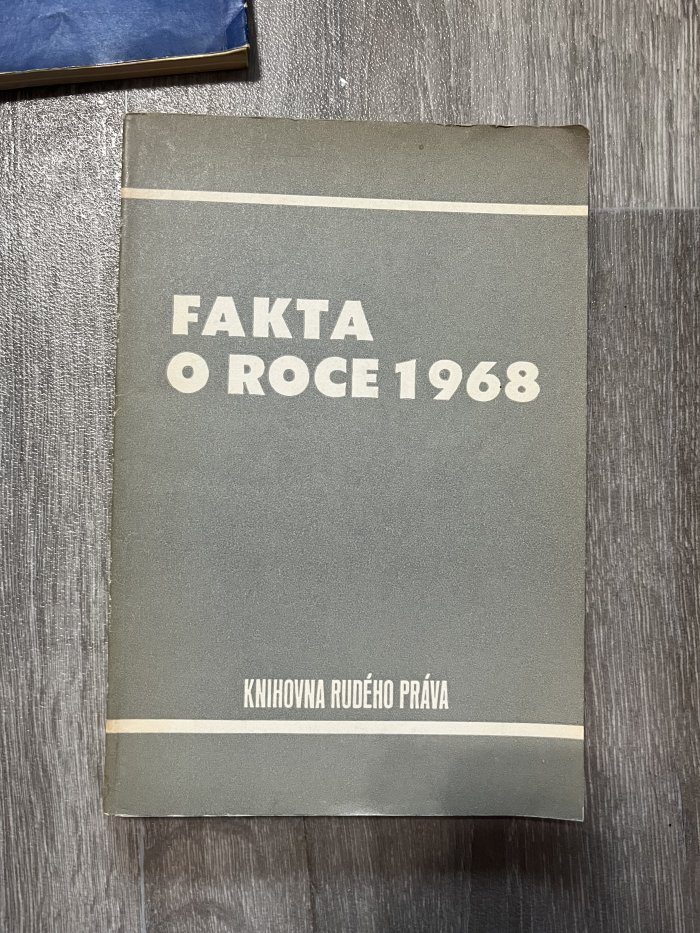 FAKTA
O ROCE 1968
KNIHOVNA RUDÉHO PRÁVA